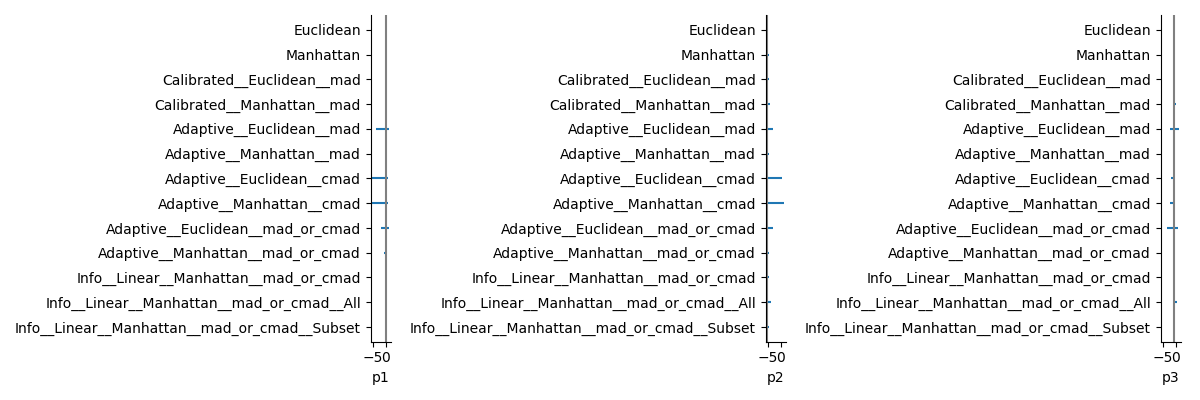 Euclidean
Manhattan
Calibrated__Euclidean__mad
Calibrated__Manhattan__mad
Adaptive__Euclidean__mad
Adaptive__Manhattan__mad
Adaptive__Euclidean__cmad
Adaptive__Manhattan__cmad
Adaptive__Euclidean__mad_or_cmad
Adaptive__Manhattan__mad_or_cmad
Info__Linear__Manhattan__mad_or_cmad
Info__Linear__Manhattan__mad_or_cmad__All
Info__Linear__Manhattan__mad_or_cmad__Subset
−50
p1
Euclidean
Manhattan
Calibrated__Euclidean__mad
Calibrated__Manhattan__mad
Adaptive__Euclidean__mad
Adaptive__Manhattan__mad
Adaptive__Euclidean__cmad
Adaptive__Manhattan__cmad
Adaptive__Euclidean__mad_or_cmad
Adaptive__Manhattan__mad_or_cmad
Info__Linear__Manhattan__mad_or_cmad
Info__Linear__Manhattan__mad_or_cmad__All
Info__Linear__Manhattan__mad_or_cmad__Subset
−50
p2
Euclidean
Manhattan
Calibrated__Euclidean__mad
Calibrated__Manhattan__mad
Adaptive__Euclidean__mad
Adaptive__Manhattan__mad
Adaptive__Euclidean__cmad
Adaptive__Manhattan__cmad
Adaptive__Euclidean__mad_or_cmad
Adaptive__Manhattan__mad_or_cmad
Info__Linear__Manhattan__mad_or_cmad
Info__Linear__Manhattan__mad_or_cmad__All
Info__Linear__Manhattan__mad_or_cmad__Subset
−50
p3